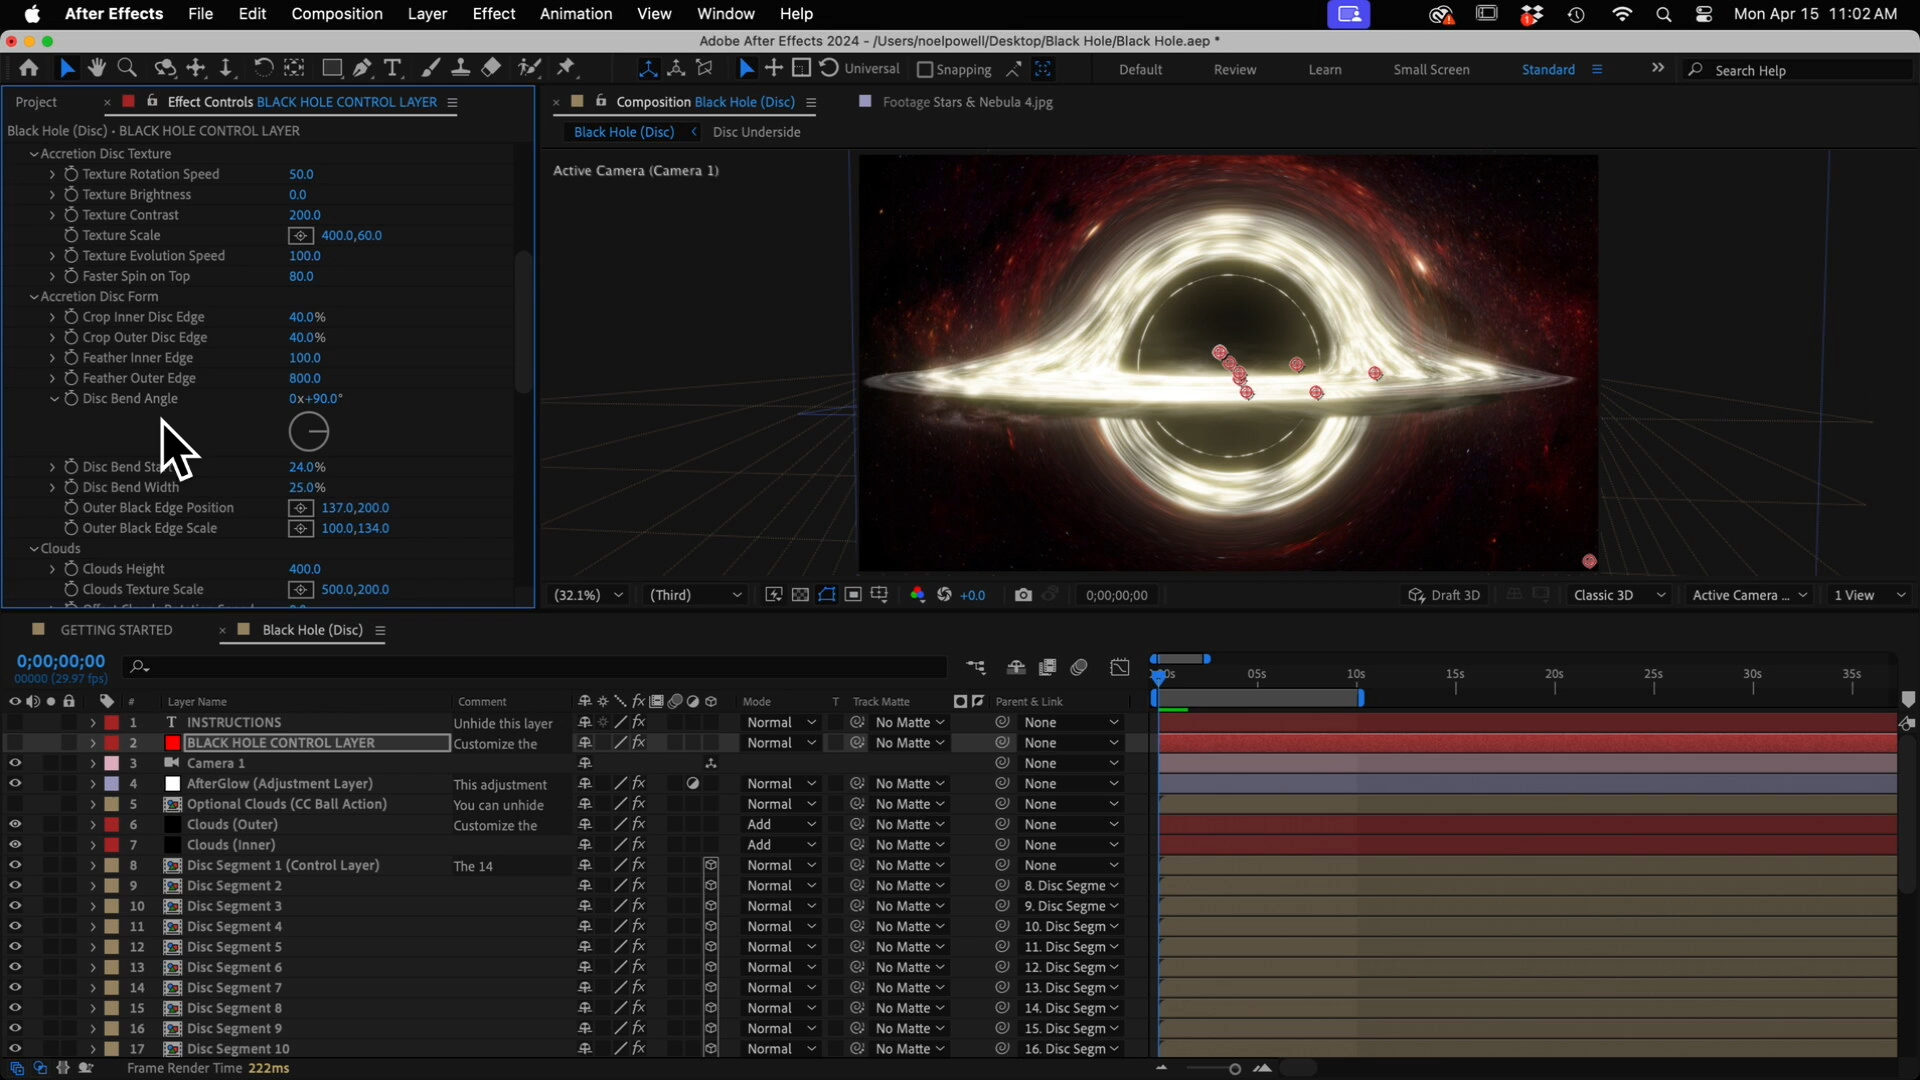 After Effects File Edit Composition Layer Effect Animation View Window Help Mon Apr 15 11:02 AM
Adobe After Effects 2024 - /Users/noelpowell/Desktop/Black Hole/Black Hole.aep *
Universal Snapping Default Review Learn Small Screen Standard Search Help
Project Effect Controls BLACK HOLE CONTROL LAYER
Black Hole (Disc) • BLACK HOLE CONTROL LAYER
Accretion Disc Texture
Texture Rotation Speed 50.0
Texture Brightness 0.0
Texture Contrast 200.0
Texture Scale 400.0,60.0
Texture Evolution Speed 100.0
Faster Spin on Top 80.0
Accretion Disc Form
Crop Inner Disc Edge 40.0%
Crop Outer Disc Edge 40.0%
Feather Inner Edge 100.0
Feather Outer Edge 800.0
Disc Bend Angle 0x+90.0°
Disc Bend Sta 24.0%
Disc Bend Width 25.0%
Outer Black Edge Position 137.0,200.0
Outer Black Edge Scale 100.0,134.0
Clouds
Clouds Height 400.0
Clouds Texture Scale 500.0,200.0
Composition Black Hole (Disc) Footage Stars & Nebula 4.jpg
Black Hole (Disc) Disc Underside
Active Camera (Camera 1)
(32.1%) (Third) +0.0 0;00;00;00 Draft 3D Classic 3D Active Camera ... 1 View
GETTING STARTED Black Hole (Disc)
0;00;00;00
00000 (29.97 fps)
05s 10s 15s 20s 25s 30s 35s
# Layer Name Comment Mode T Track Matte Parent & Link
1 T INSTRUCTIONS Unhide this layer Normal No Matte None
2 BLACK HOLE CONTROL LAYER Customize the Normal No Matte None
3 Camera 1 None
4 AfterGlow (Adjustment Layer) This adjustment Normal No Matte None
5 Optional Clouds (CC Ball Action) You can unhide Normal No Matte None
6 Clouds (Outer) Customize the Add No Matte None
7 Clouds (Inner) Add No Matte None
8 Disc Segment 1 (Control Layer) The 14 Normal No Matte None
9 Disc Segment 2 Normal No Matte 8. Disc Segme
10 Disc Segment 3 Normal No Matte 9. Disc Segme
11 Disc Segment 4 Normal No Matte 10. Disc Segm
12 Disc Segment 5 Normal No Matte 11. Disc Segm
13 Disc Segment 6 Normal No Matte 12. Disc Segm
14 Disc Segment 7 Normal No Matte 13. Disc Segm
15 Disc Segment 8 Normal No Matte 14. Disc Segm
16 Disc Segment 9 Normal No Matte 15. Disc Segm
17 Disc Segment 10 Normal No Matte 16. Disc Segm
Frame Render Time 222ms